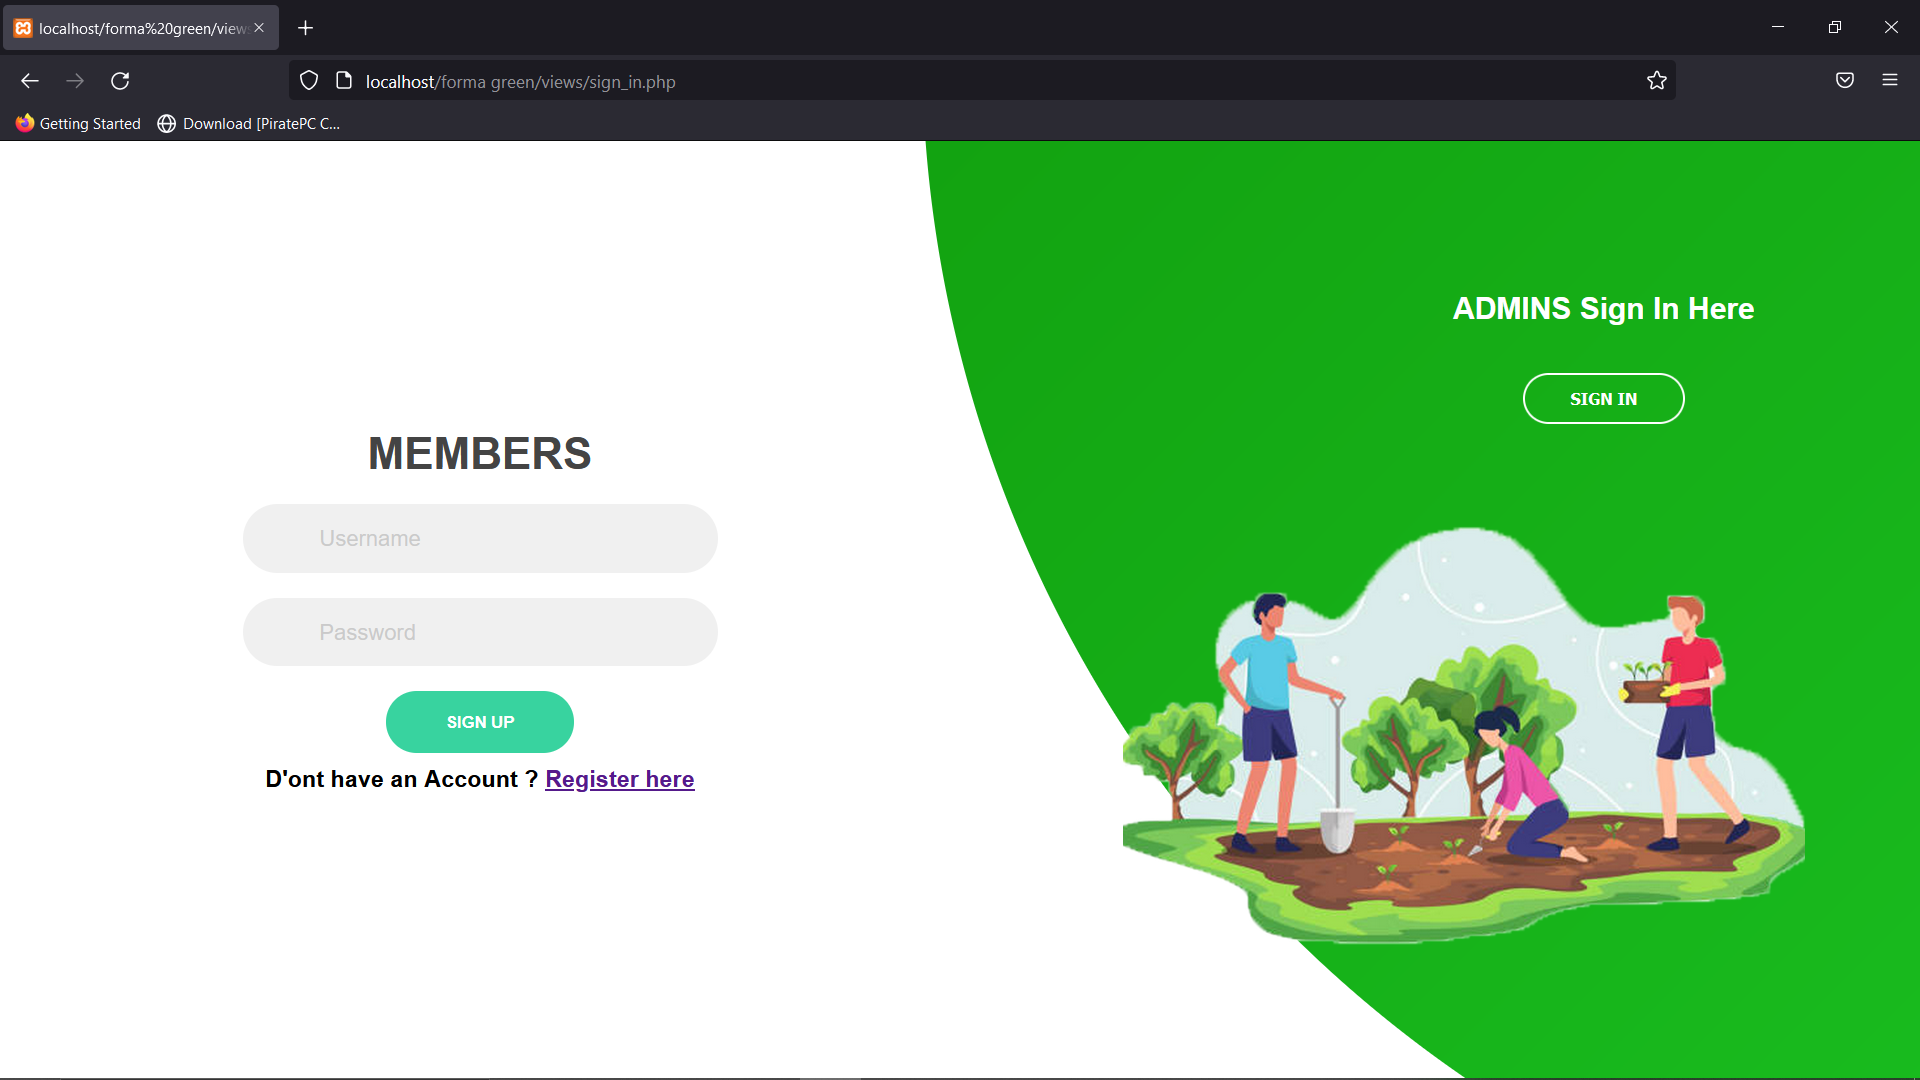 localhost/forma%20green/view
localhost/forma green/views/sign_in.php
Getting Started
Download [PiratePC C...
ADMINS Sign In Here
SIGN IN
MEMBERS
Username
Password
SIGN UP
D'ont have an Account ? Register here